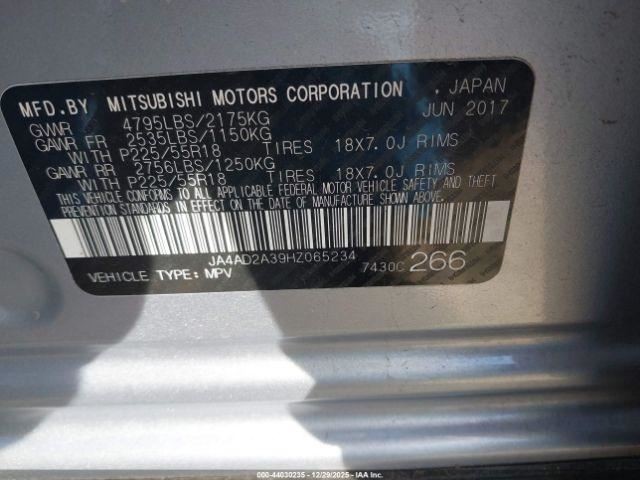 MFD.BY MITSUBISHI MOTORS CORPORATION , JAPAN
GVWR 4795LBS/2175KG JUN 2017
GAWR FR 2535LBS/1150KG
WITH P225/55R18 TIRES 18X7.0J RIMS
GAWR RR 2756LBS/1250KG
WITH P225/55R18 TIRES 18X7.0J RIMS
THIS VEHICLE CONFORMS TO ALL APPLICABLE FEDERAL MOTOR VEHICLE SAFETY AND THEFT
PREVENTION STANDARDS IN EFFECT ON THE DATE OF MANUFACTURE SHOWN ABOVE.
JA4AD2A39HZ065234 7430C 266
VEHICLE TYPE: MPV
000-44030235 - 12/29/2025 - IAA Inc.